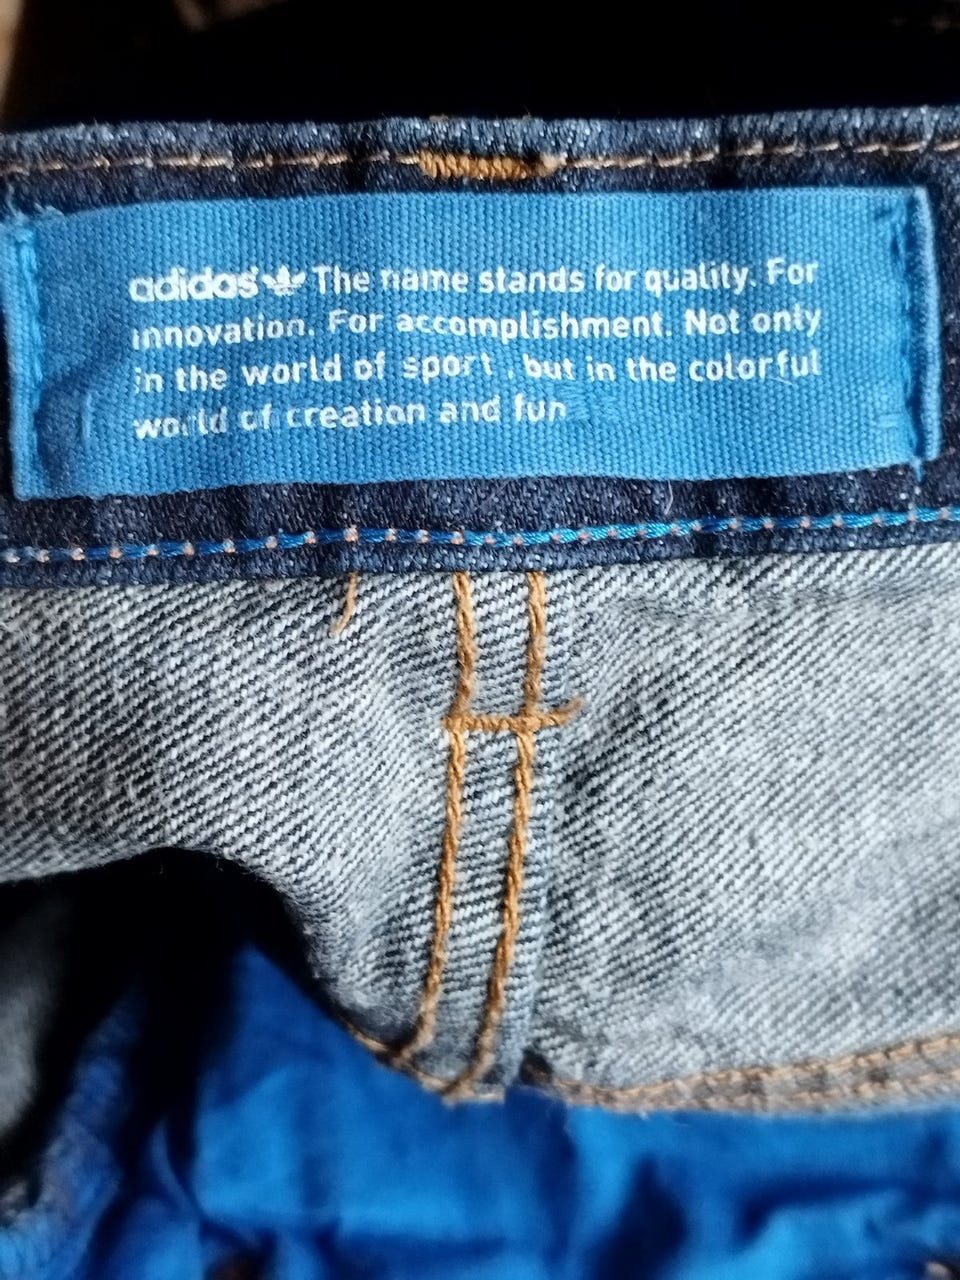 adidas The name stands for quality. For
innovation. For accomplishment. Not only
in the world of sport , but in the colorful
world of creation and fun